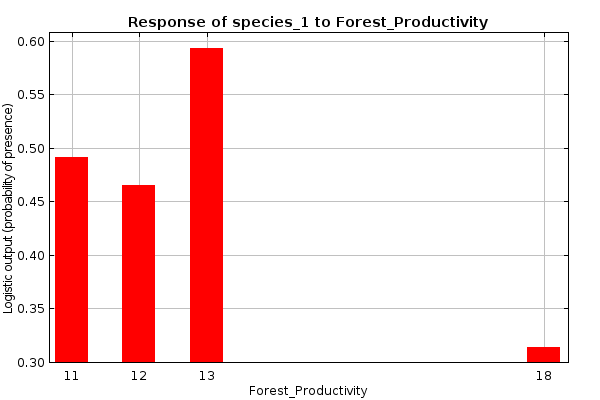 Response of species_1 to Forest_Productivity
Logistic output (probability of presence)
0.60
0.55
0.50
0.45
0.40
0.35
0.30
11 12 13 18
Forest_Productivity